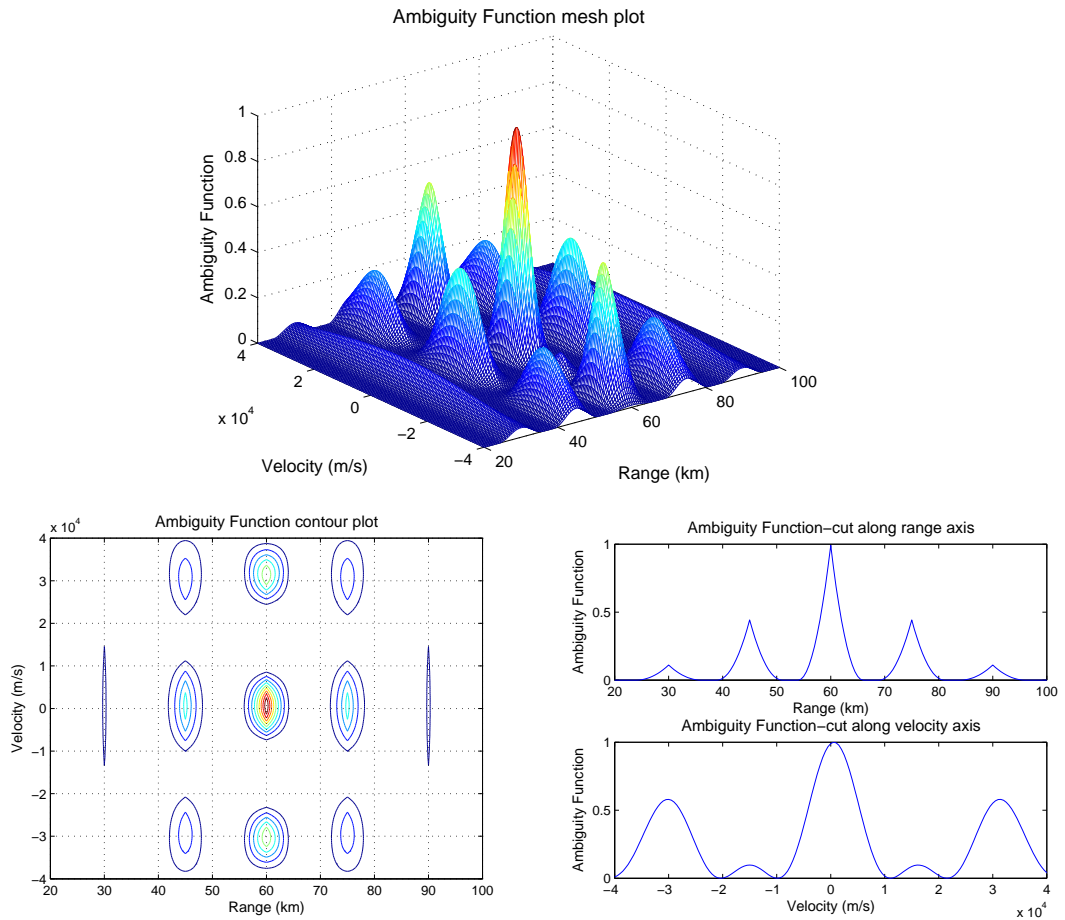 Ambiguity Function mesh plot
1
0.8
0.6
0.4
0.2
0
Ambiguity Function
4
2
0
−2
−4
x 10^4
Velocity (m/s)
20
40
60
80
100
Range (km)
Ambiguity Function contour plot
x 10^4
4
3
2
1
0
−1
−2
−3
−4
Velocity (m/s)
20 30 40 50 60 70 80 90 100
Range (km)
Ambiguity Function−cut along range axis
1
0.5
0
Ambiguity Function
20 30 40 50 60 70 80 90 100
Range (km)
Ambiguity Function−cut along velocity axis
1
0.5
0
Ambiguity Function
−4 −3 −2 −1 0 1 2 3 4
Velocity (m/s)
x 10^4